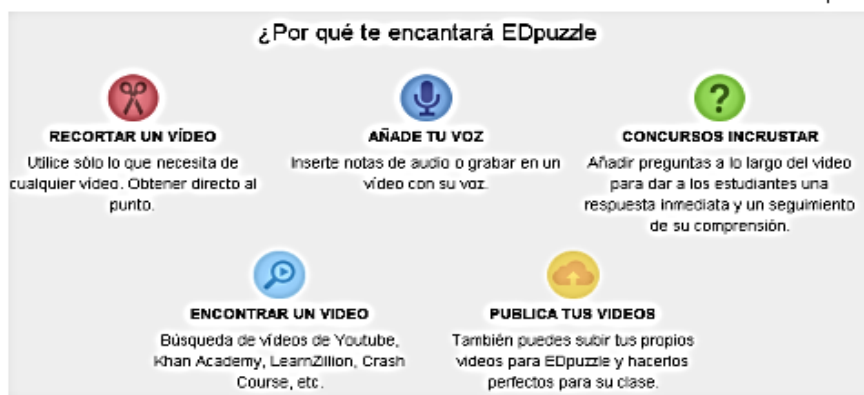 ¿Por qué te encantará EDpuzzle
RECORTAR UN VÍDEO
Utilice sólo lo que necesita de
cualquier vídeo. Obtener directo al
punto.
AÑADE TU VOZ
Inserte notas de audio o grabar en un
vídeo con su voz.
CONCURSOS INCRUSTAR
Añadir preguntas a lo largo del video
para dar a los estudiantes una
respuesta inmediata y un seguimiento
de su comprensión.
ENCONTRAR UN VIDEO
Búsqueda de vídeos de Youtube,
Khan Academy, LearnZillion, Crash
Course, etc.
PUBLICA TUS VIDEOS
También puedes subir tus propios
videos para EDpuzzle y hacerlos
perfectos para su clase.